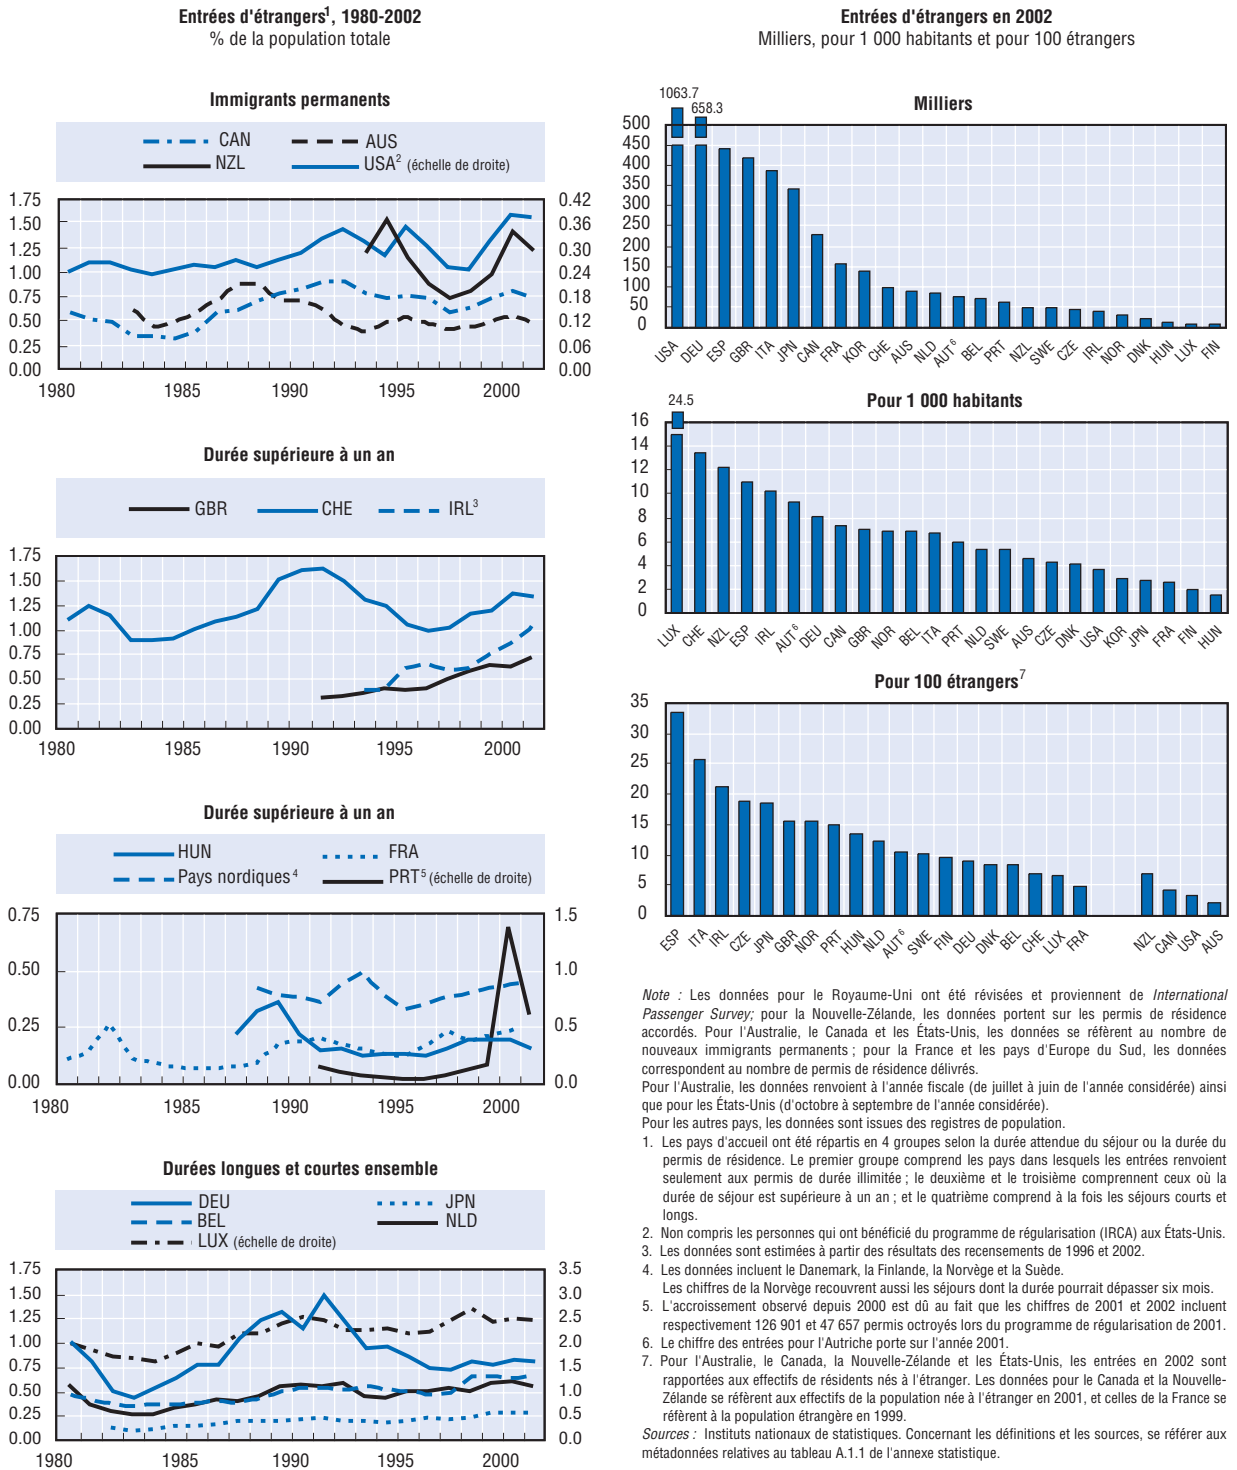 Entrées d'étrangers1, 1980-2002
% de la population totale
Immigrants permanents
CAN
AUS
NZL
USA2 (échelle de droite)
1.75
1.50
1.25
1.00
0.75
0.50
0.25
0.00
0.42
0.36
0.30
0.24
0.18
0.12
0.06
0.00
1980
1985
1990
1995
2000
Durée supérieure à un an
GBR
CHE
IRL3
1.75
1.50
1.25
1.00
0.75
0.50
0.25
0.00
1980
1985
1990
1995
2000
Durée supérieure à un an
HUN
FRA
Pays nordiques4
PRT5 (échelle de droite)
0.75
0.50
0.25
0.00
1.5
1.0
0.5
0.0
1980
1985
1990
1995
2000
Durées longues et courtes ensemble
DEU
JPN
BEL
NLD
LUX (échelle de droite)
1.75
1.50
1.25
1.00
0.75
0.50
0.25
0.00
3.5
3.0
2.5
2.0
1.5
1.0
0.5
0.0
1980
1985
1990
1995
2000
Entrées d'étrangers en 2002
Milliers, pour 1 000 habitants et pour 100 étrangers
Milliers
1063.7
658.3
500
450
400
350
300
250
200
150
100
50
0
USA DEU ESP GBR ITA JPN CAN FRA KOR CHE AUS NLD AUT6 BEL PRT NZL SWE CZE IRL NOR DNK HUN LUX FIN
Pour 1 000 habitants
24.5
16
14
12
10
8
6
4
2
0
LUX CHE NZL ESP IRL AUT6 DEU CAN GBR NOR BEL ITA PRT NLD SWE AUS CZE DNK USA KOR JPN FRA FIN HUN
Pour 100 étrangers7
35
30
25
20
15
10
5
0
ESP ITA IRL CZE JPN GBR NOR PRT HUN NLD AUT6 SWE FIN DEU DNK BEL CHE LUX FRA NZL CAN USA AUS
Note : Les données pour le Royaume-Uni ont été révisées et proviennent de International
Passenger Survey; pour la Nouvelle-Zélande, les données portent sur les permis de résidence
accordés. Pour l'Australie, le Canada et les États-Unis, les données se réfèrent au nombre de
nouveaux immigrants permanents ; pour la France et les pays d'Europe du Sud, les données
correspondent au nombre de permis de résidence délivrés.
Pour l'Australie, les données renvoient à l'année fiscale (de juillet à juin de l'année considérée) ainsi
que pour les États-Unis (d'octobre à septembre de l'année considérée).
Pour les autres pays, les données sont issues des registres de population.
1. Les pays d'accueil ont été répartis en 4 groupes selon la durée attendue du séjour ou la durée du
permis de résidence. Le premier groupe comprend les pays dans lesquels les entrées renvoient
seulement aux permis de durée illimitée ; le deuxième et le troisième comprennent ceux où la
durée de séjour est supérieure à un an ; et le quatrième comprend à la fois les séjours courts et
longs.
2. Non compris les personnes qui ont bénéficié du programme de régularisation (IRCA) aux États-Unis.
3. Les données sont estimées à partir des résultats des recensements de 1996 et 2002.
4. Les données incluent le Danemark, la Finlande, la Norvège et la Suède.
Les chiffres de la Norvège recouvrent aussi les séjours dont la durée pourrait dépasser six mois.
5. L'accroissement observé depuis 2000 est dû au fait que les chiffres de 2001 et 2002 incluent
respectivement 126 901 et 47 657 permis octroyés lors du programme de régularisation de 2001.
6. Le chiffre des entrées pour l'Autriche porte sur l'année 2001.
7. Pour l'Australie, le Canada, la Nouvelle-Zélande et les États-Unis, les entrées en 2002 sont
rapportées aux effectifs de résidents nés à l'étranger. Les données pour le Canada et la Nouvelle-
Zélande se réfèrent aux effectifs de la population née à l'étranger en 2001, et celles de la France se
réfèrent à la population étrangère en 1999.
Sources : Instituts nationaux de statistiques. Concernant les définitions et les sources, se référer aux
métadonnées relatives au tableau A.1.1 de l'annexe statistique.